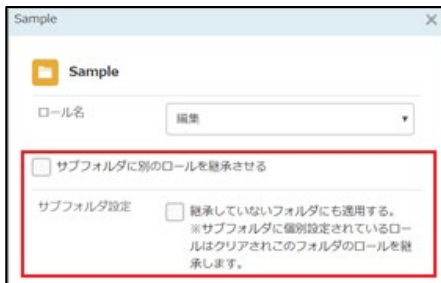 Sample
Sample
ロール名
編集
サブフォルダに別のロールを継承させる
サブフォルダ設定
継承していないフォルダにも適用する。
※サブフォルダに個別設定されているロー
ルはクリアされこのフォルダのロールを継
承します。